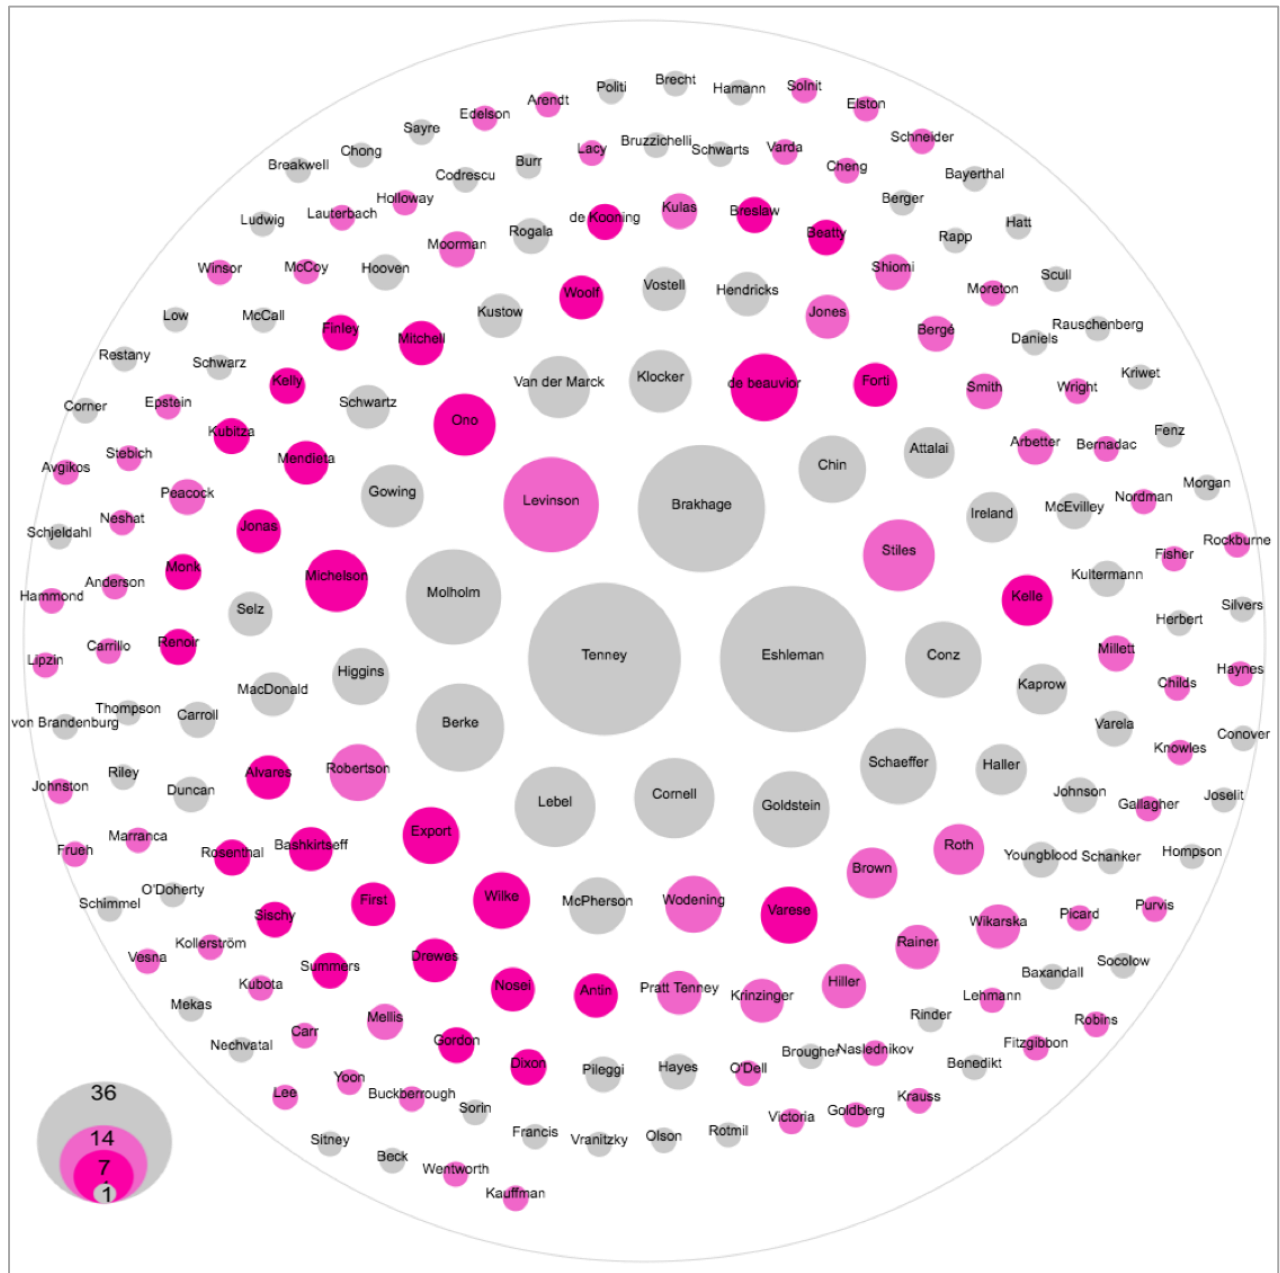 Brecht
Politi
Hamann
Solnit
Arendt
Elston
Edelson
Sayre
Schneider
Bruzzichelli
Lacy
Schwarts
Varda
Chong
Burr
Breakwell
Cheng
Codrescu
Bayerthal
Holloway
Berger
Kulas
Breslaw
Lauterbach
de Kooning
Ludwig
Hatt
Rogala
Beatty
Rapp
Moorman
Winsor
McCoy
Hooven
Shiomi
Scull
Vostell
Hendricks
Moreton
Woolf
Low
McCall
Kustow
Jones
Rauschenberg
Finley
Bergé
Mitchell
Daniels
Restany
Schwarz
Kriwet
Kelly
Van der Marck
Klocker
de beauvior
Forti
Smith
Wright
Corner
Epstein
Schwartz
Ono
Kubitza
Fenz
Arbetter
Bernadac
Attalai
Stebich
Mendieta
Avgikos
Chin
Morgan
Gowing
Peacock
Levinson
Brakhage
Nordman
McEvilley
Ireland
Neshat
Jonas
Schjeldahl
Rockburne
Stiles
Fisher
Monk
Michelson
Kultermann
Anderson
Molholm
Hammond
Kelle
Silvers
Selz
Herbert
Renoir
Carrillo
Millett
Lipzin
Tenney
Eshleman
Conz
Haynes
Higgins
Childs
Kaprow
MacDonald
Thompson
Carroll
von Brandenburg
Berke
Varela
Conover
Knowles
Schaeffer
Haller
Robertson
Riley
Alvares
Johnston
Duncan
Johnson
Cornell
Joselit
Lebel
Goldstein
Gallagher
Export
Marranca
Bashkirtseff
Roth
Frueh
Rosenthal
Hompson
Youngblood
Schanker
Brown
O'Doherty
Wilke
First
McPherson
Wodening
Schimmel
Purvis
Varese
Sischy
Picard
Wikarska
Kollerström
Rainer
Vesna
Drewes
Socolow
Summers
Baxandall
Kubota
Hiller
Nosei
Antin
Pratt Tenney
Krinzinger
Lehmann
Mekas
Rinder
Mellis
Robins
Carr
Gordon
Fitzgibbon
Nechvatal
Brougher
Naslednikov
Dixon
Pileggi
Hayes
O'Dell
Benedikt
Yoon
Lee
Buckberrough
Krauss
36
Sorin
Goldberg
Victoria
Francis
Rotmil
14
Sitney
Vranitzky
Olson
Beck
7
Wentworth
1
Kauffman